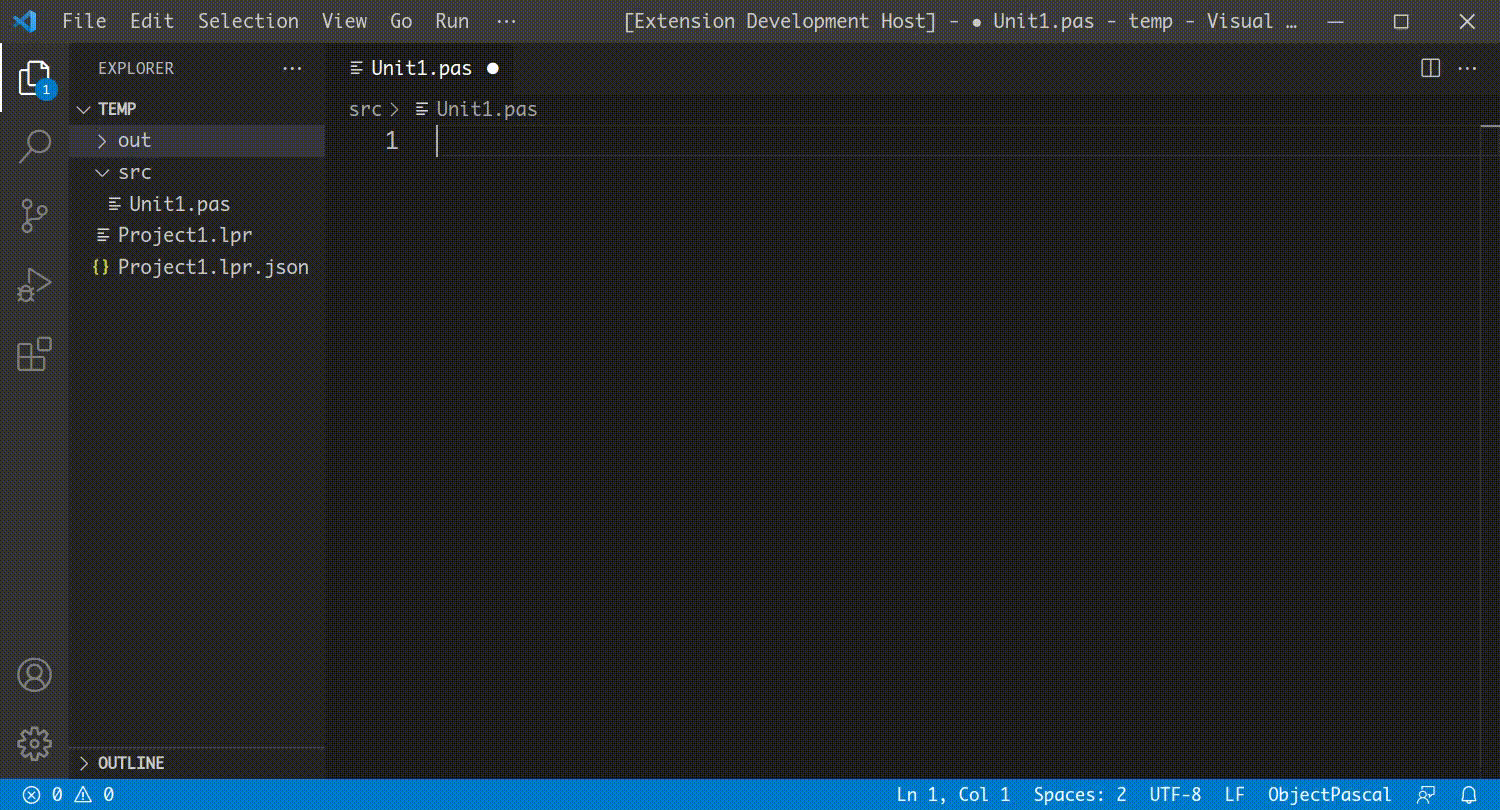 File Edit Selection View Go Run ··· [Extension Development Host] - ● Unit1.pas - temp - Visual …
EXPLORER ···
Unit1.pas ●
1
TEMP
src > Unit1.pas
out
1
src
Unit1.pas
Project1.lpr
{} Project1.lpr.json
OUTLINE
0 0 Ln 1, Col 1 Spaces: 2 UTF-8 LF ObjectPascal